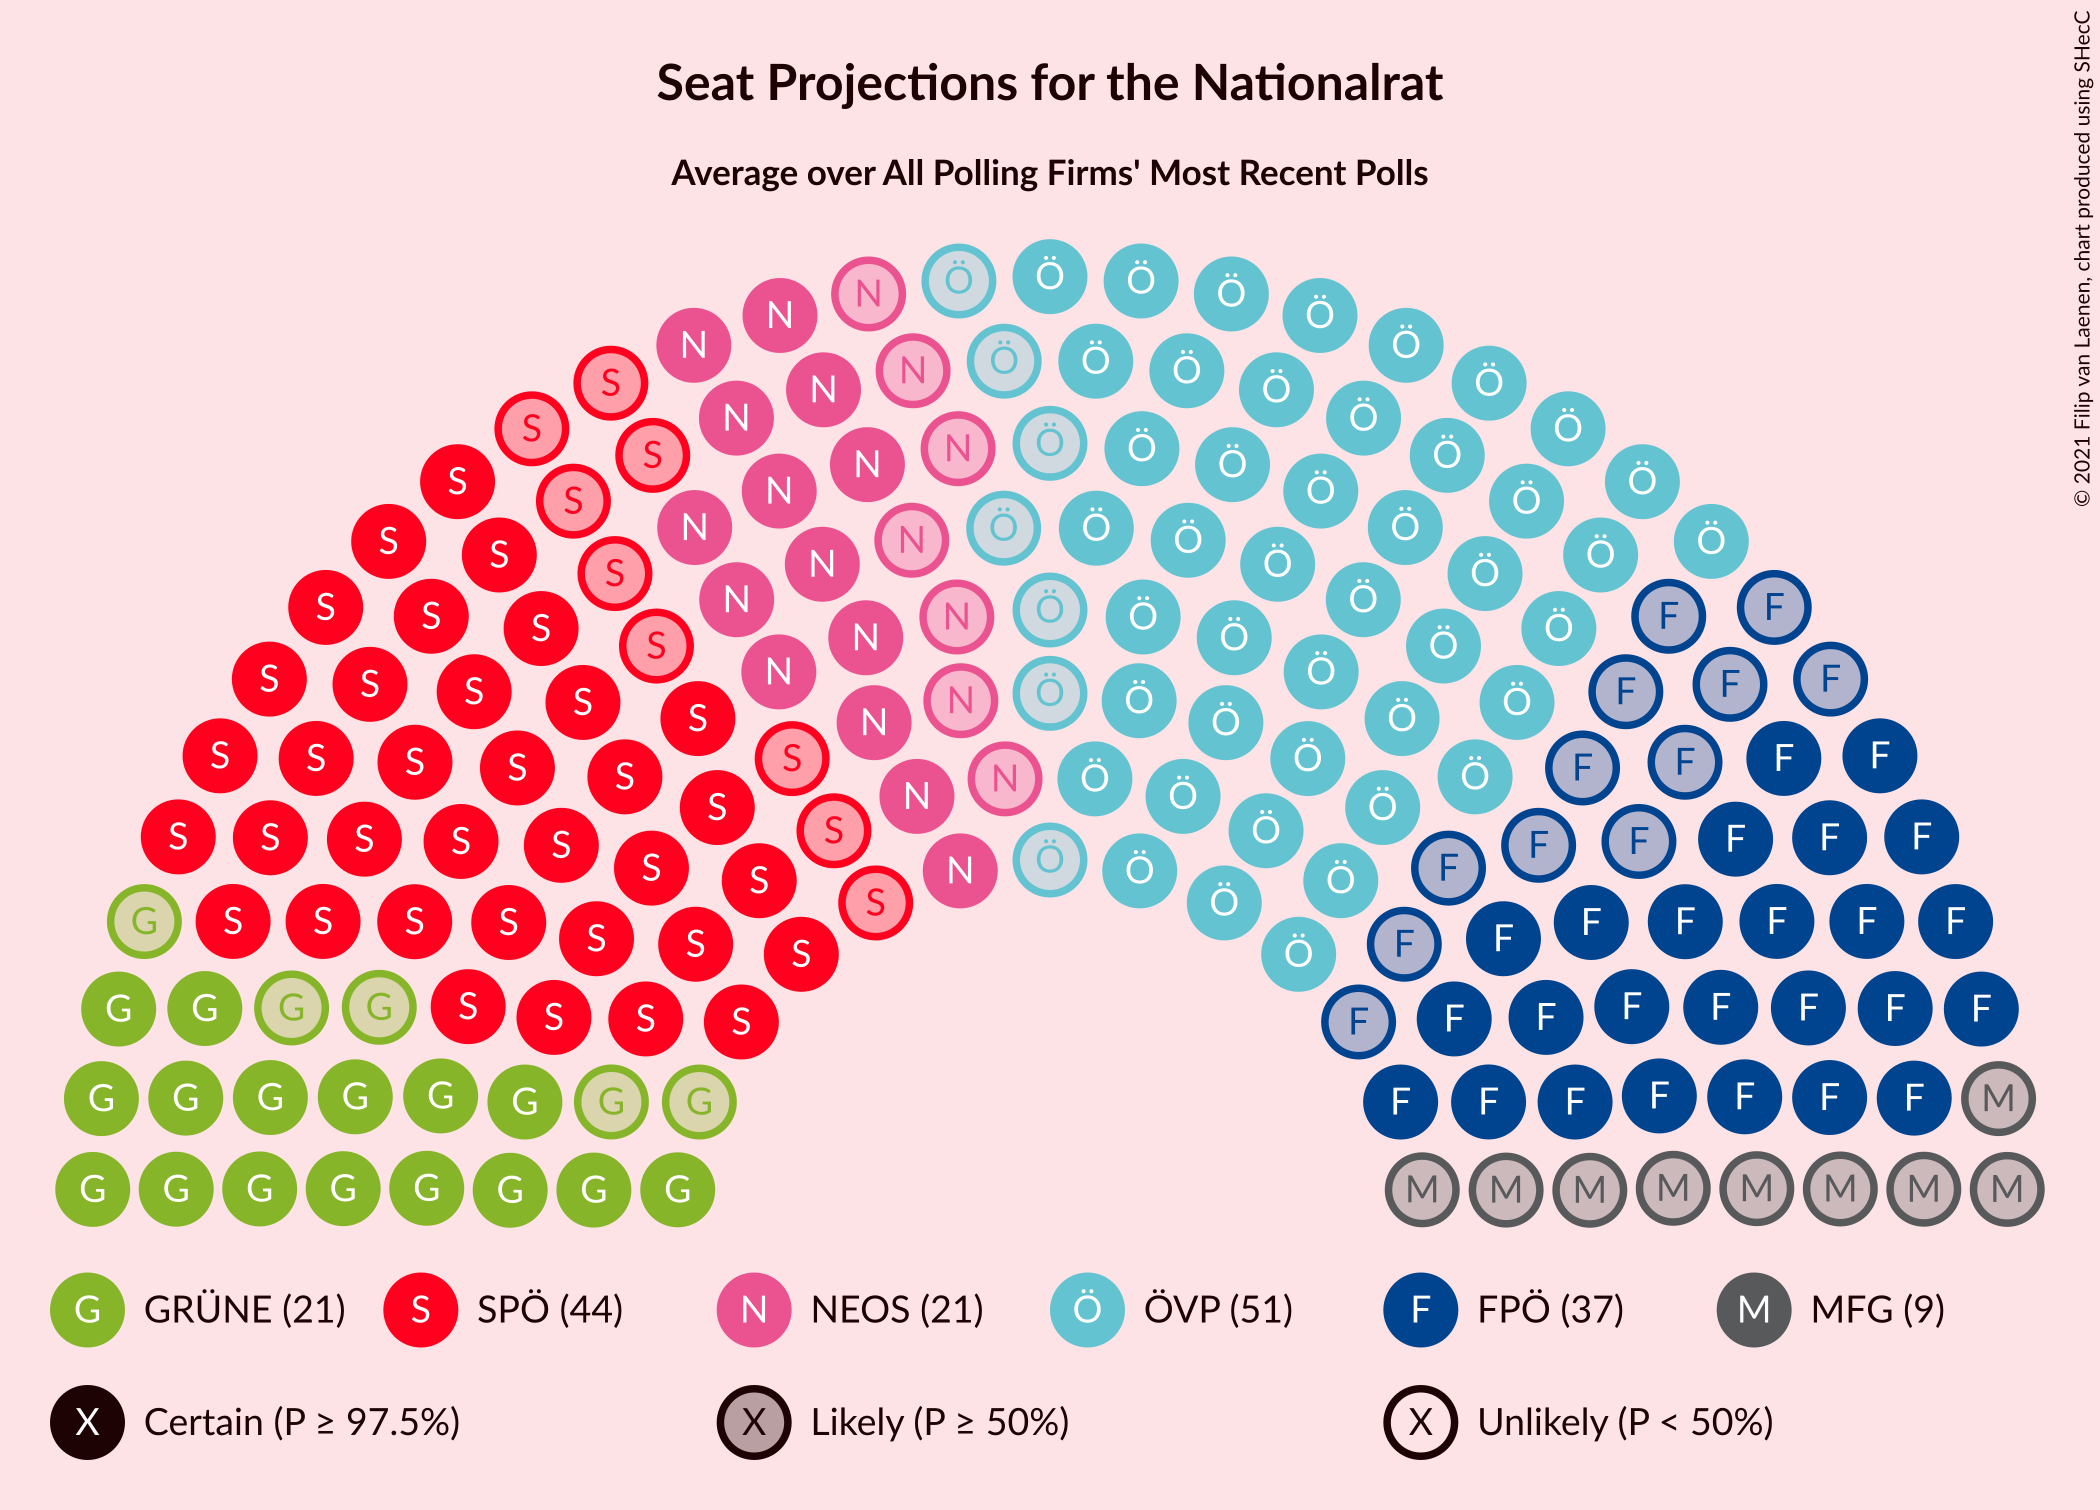 Seat Projections for the Nationalrat
Average over All Polling Firms' Most Recent Polls
© 2021 Filip van Laenen, chart produced using SHecC
N Ö Ö Ö Ö Ö
N N Ö
S N Ö Ö Ö Ö Ö
S S N N Ö Ö
S N N Ö Ö Ö Ö Ö
S S N N Ö Ö Ö Ö
S S N N Ö Ö Ö Ö Ö
S S S N N Ö Ö Ö Ö F F
S S S N N Ö Ö Ö Ö Ö
S S S S N N Ö Ö Ö Ö Ö F F F
S S S S S S N N Ö Ö Ö Ö Ö F F F F
S S S S S S S N Ö Ö Ö F F F F F
S S S S S S S S N Ö Ö Ö F F F F F F
G S S S S S S S Ö F F F F F F F
G G G G S S S S F F F F F F F F
G G G G G G G G F F F F F F F M
G G G G G G G G M M M M M M M M
G GRÜNE (21) S SPÖ (44) N NEOS (21) Ö ÖVP (51) F FPÖ (37) M MFG (9)
X Certain (P ≥ 97.5%) X Likely (P ≥ 50%) X Unlikely (P < 50%)